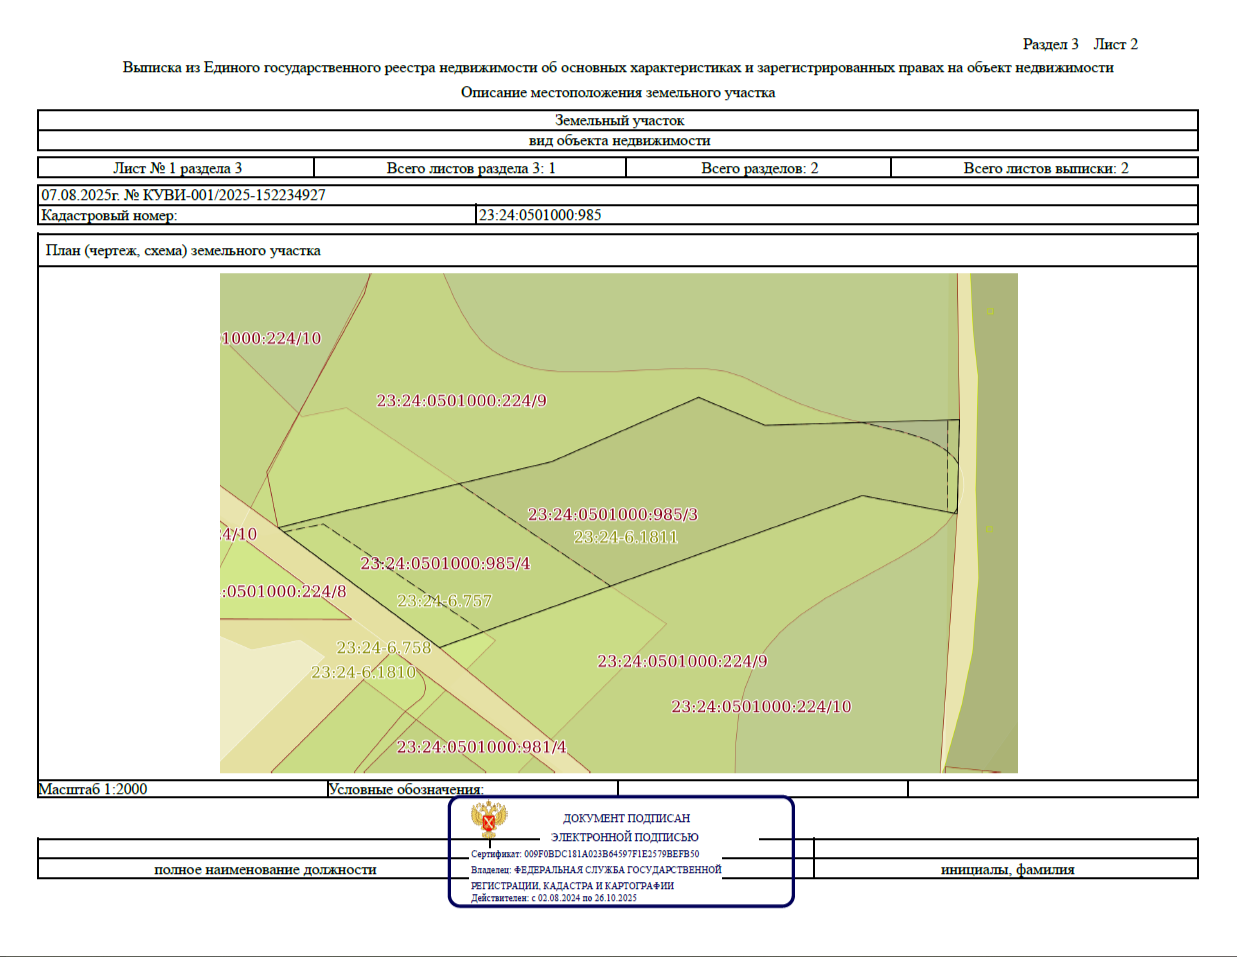 Раздел 3 Лист 2
Выписка из Единого государственного реестра недвижимости об основных характеристиках и зарегистрированных правах на объект недвижимости
Описание местоположения земельного участка
Земельный участок
вид объекта недвижимости
Лист № 1 раздела 3 Всего листов раздела 3: 1 Всего разделов: 2 Всего листов выписки: 2
07.08.2025г. № КУВИ-001/2025-152234927
Кадастровый номер: 23:24:0501000:985
План (чертеж, схема) земельного участка
1000:224/10
23:24:0501000:224/9
23:24:0501000:985/3
4/10
23:24-6.1811
23:24:0501000:985/4
:0501000:224/8
23:24-6.757
23:24-6.758
23:24:0501000:224/9
23:24-6.1810
23:24:0501000:224/10
23:24:0501000:981/4
Масштаб 1:2000 Условные обозначения:
ДОКУМЕНТ ПОДПИСАН
ЭЛЕКТРОННОЙ ПОДПИСЬЮ
Сертификат: 009F0BDC181A023B64597F1E2579BEFB50
полное наименование должности
Владелец: ФЕДЕРАЛЬНАЯ СЛУЖБА ГОСУДАРСТВЕННОЙ
РЕГИСТРАЦИИ, КАДАСТРА И КАРТОГРАФИИ
Действителен: с 02.08.2024 по 26.10.2025
инициалы, фамилия